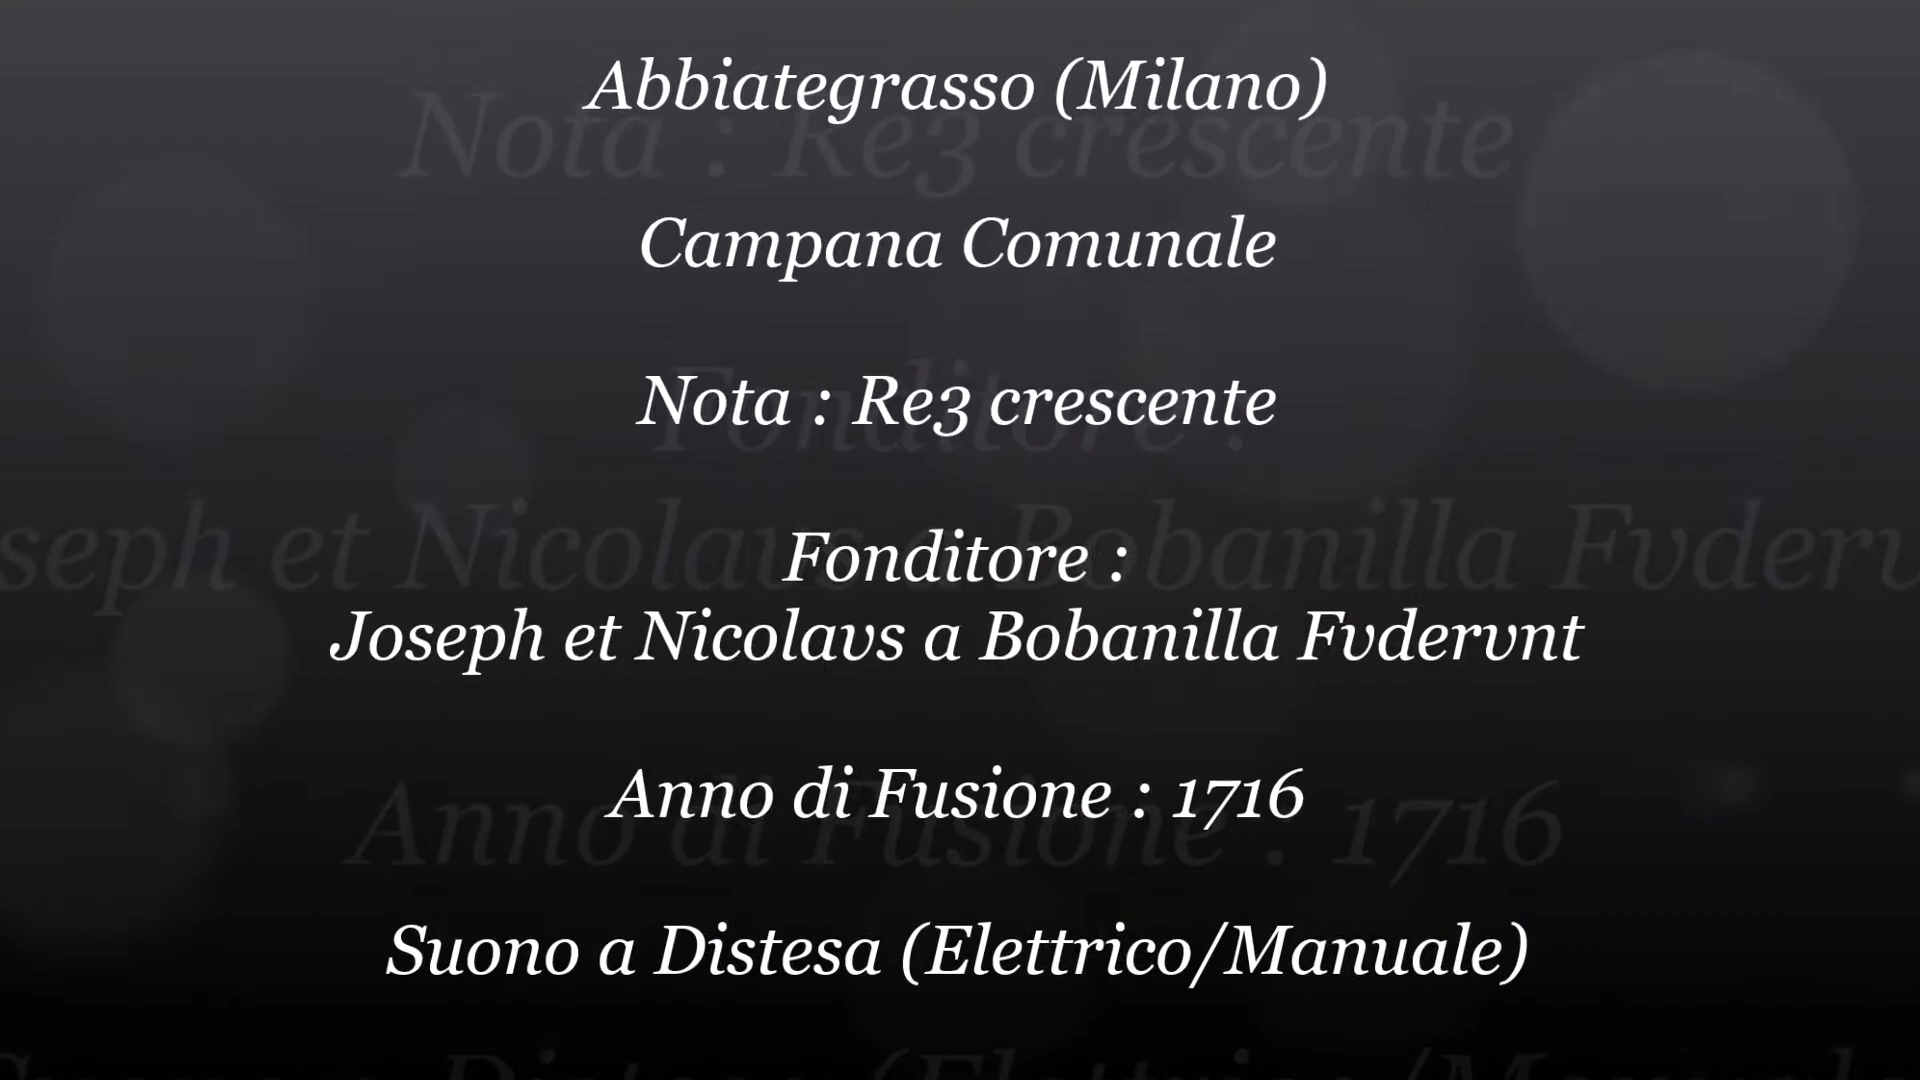 Abbiategrasso (Milano)
Campana Comunale
Nota : Re3 crescente
Fonditore :
Joseph et Nicolavs a Bobanilla Fvdervnt
Anno di Fusione : 1716
Suono a Distesa (Elettrico/Manuale)